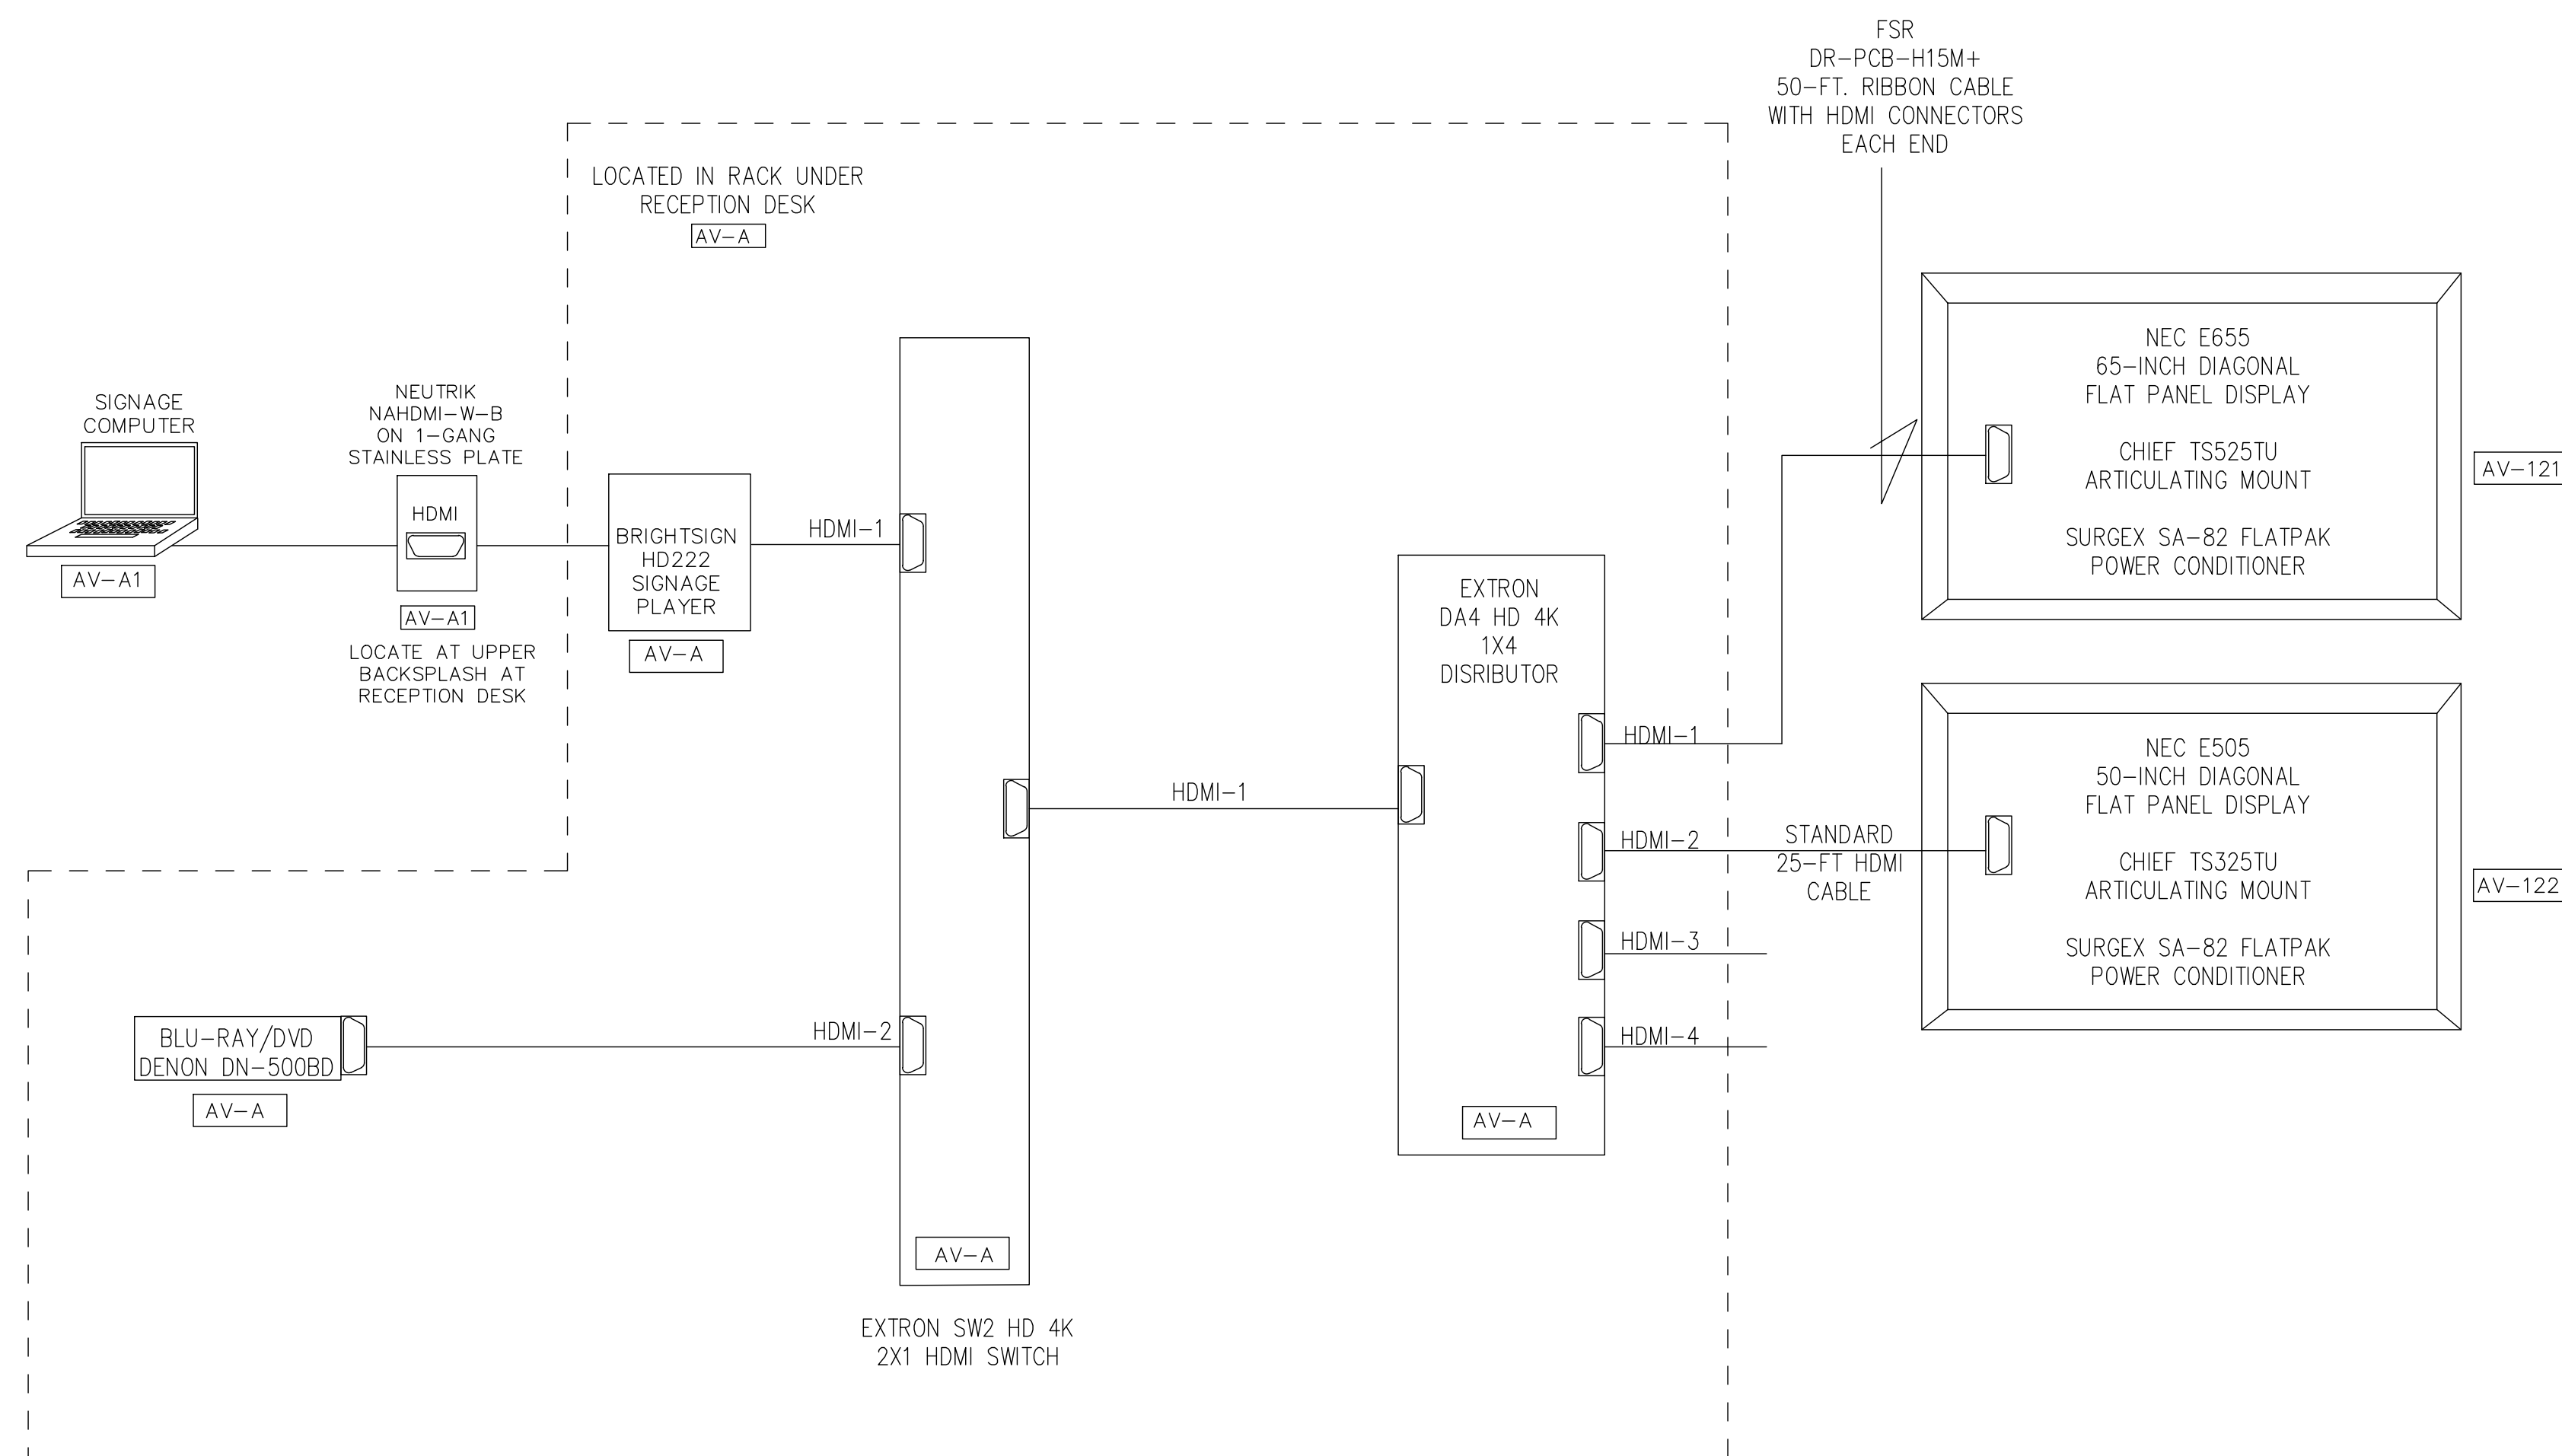 FSR
DR-PCB-H15M+
50-FT. RIBBON CABLE
WITH HDMI CONNECTORS
EACH END
LOCATED IN RACK UNDER
RECEPTION DESK
AV-A
SIGNAGE
COMPUTER
AV-A1
NEUTRIK
NAHDMI-W-B
ON 1-GANG
STAINLESS PLATE
HDMI
AV-A1
LOCATE AT UPPER
BACKSPLASH AT
RECEPTION DESK
BRIGHTSIGN
HD222
SIGNAGE
PLAYER
AV-A
HDMI-1
BLU-RAY/DVD
DENON DN-500BD
AV-A
HDMI-2
AV-A
EXTRON SW2 HD 4K
2X1 HDMI SWITCH
HDMI-1
EXTRON
DA4 HD 4K
1X4
DISRIBUTOR
HDMI-1
HDMI-2
HDMI-3
HDMI-4
AV-A
STANDARD
25-FT HDMI
CABLE
NEC E655
65-INCH DIAGONAL
FLAT PANEL DISPLAY
CHIEF TS525TU
ARTICULATING MOUNT
SURGEX SA-82 FLATPAK
POWER CONDITIONER
AV-121
NEC E505
50-INCH DIAGONAL
FLAT PANEL DISPLAY
CHIEF TS325TU
ARTICULATING MOUNT
SURGEX SA-82 FLATPAK
POWER CONDITIONER
AV-122